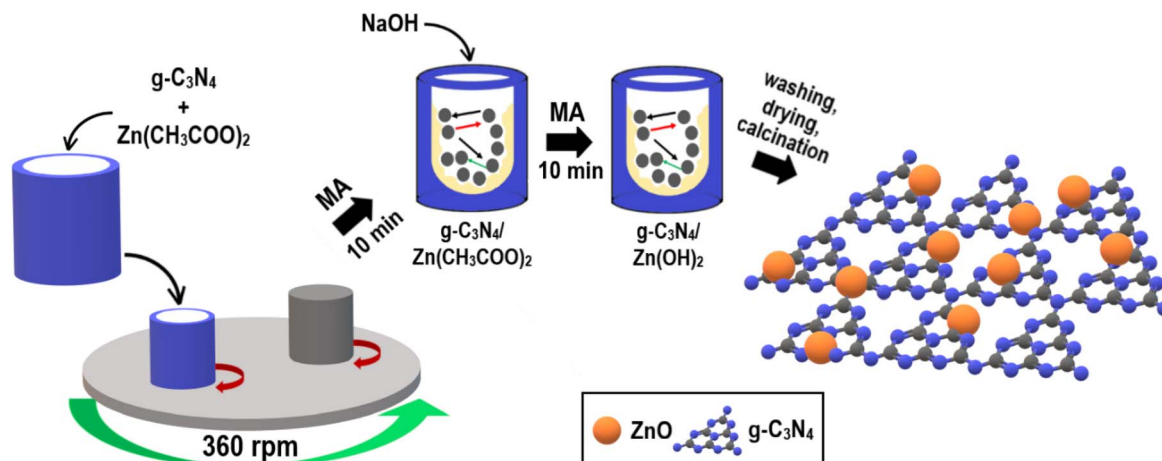 g-C₃N₄
+
Zn(CH₃COO)₂
360 rpm
MA
10 min
NaOH
g-C₃N₄/
Zn(CH₃COO)₂
MA
10 min
g-C₃N₄/
Zn(OH)₂
washing,
drying,
calcination
ZnO
g-C₃N₄